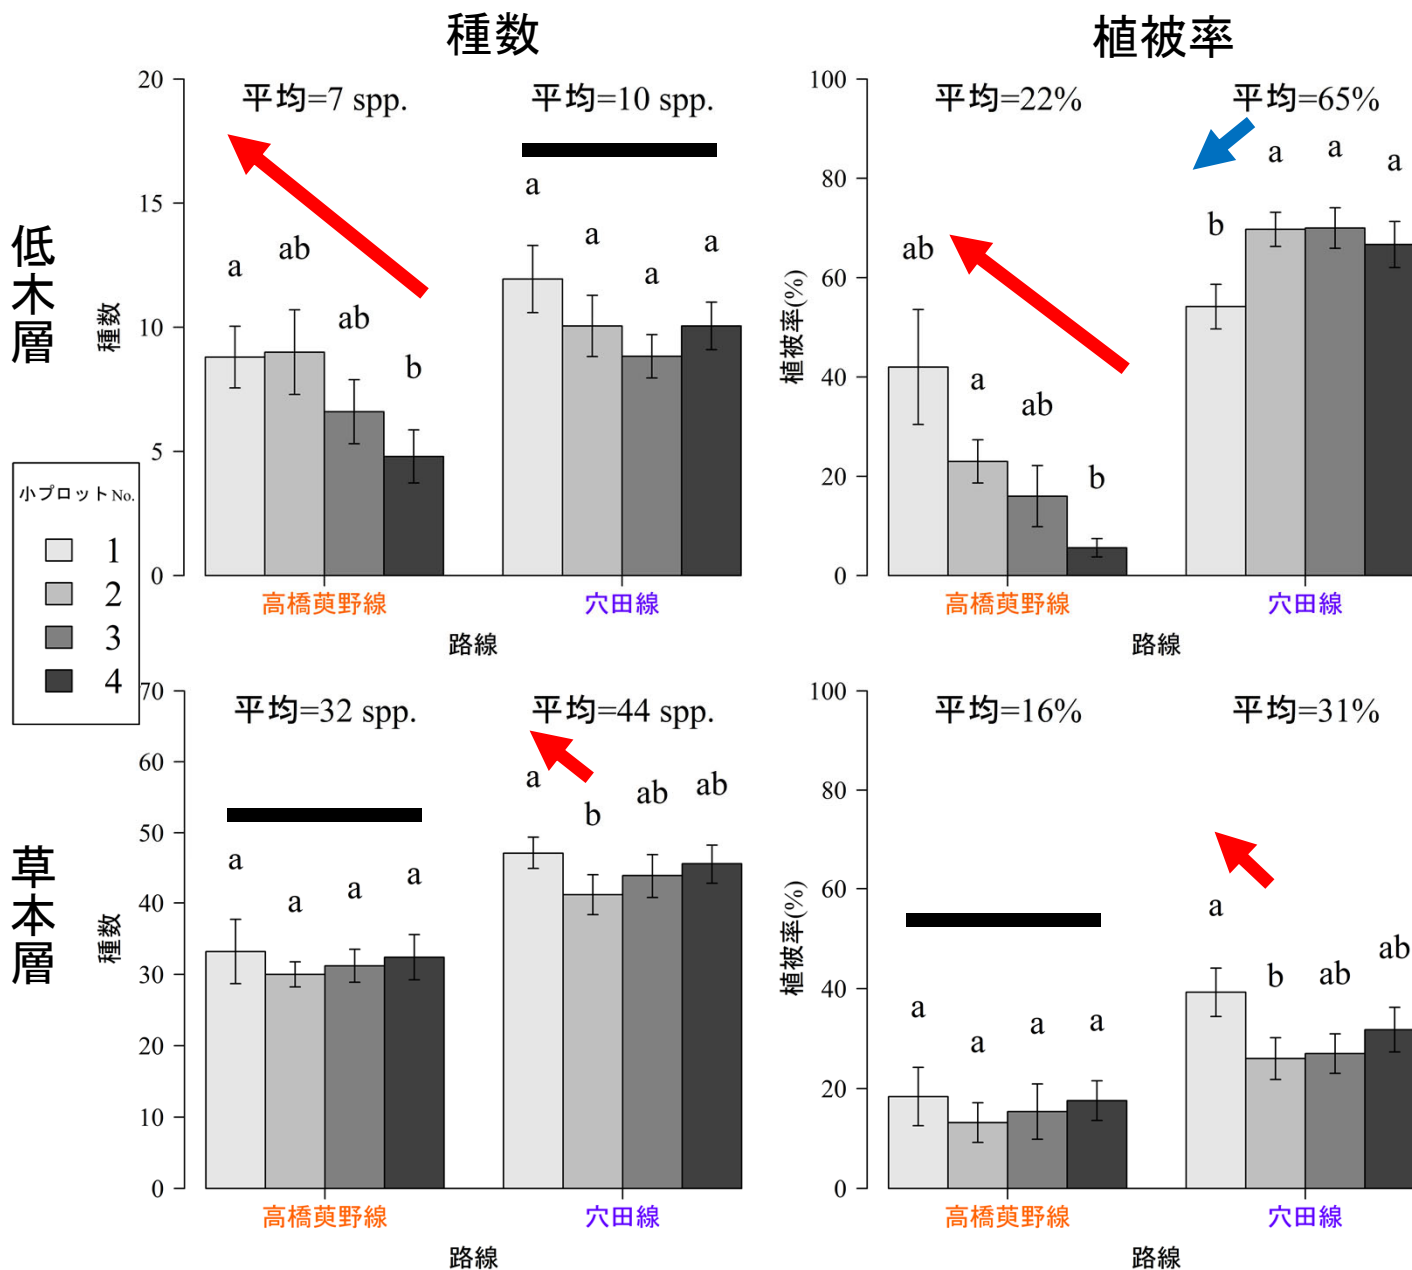 種数
植被率
低木層
草本層
平均=7 spp.
平均=10 spp.
a
ab
ab
b
a
a
a
a
20
15
10
5
0
種数
高橋萸野線
穴田線
路線
平均=22%
平均=65%
ab
a
ab
b
b
a
a
a
100
80
60
40
20
0
植被率(%)
高橋萸野線
穴田線
路線
小プロットNo.
1
2
3
4
平均=32 spp.
平均=44 spp.
a
a
a
a
a
b
ab
ab
70
60
50
40
30
20
10
0
種数
高橋萸野線
穴田線
路線
平均=16%
平均=31%
a
a
a
a
a
b
ab
ab
100
80
60
40
20
0
植被率(%)
高橋萸野線
穴田線
路線